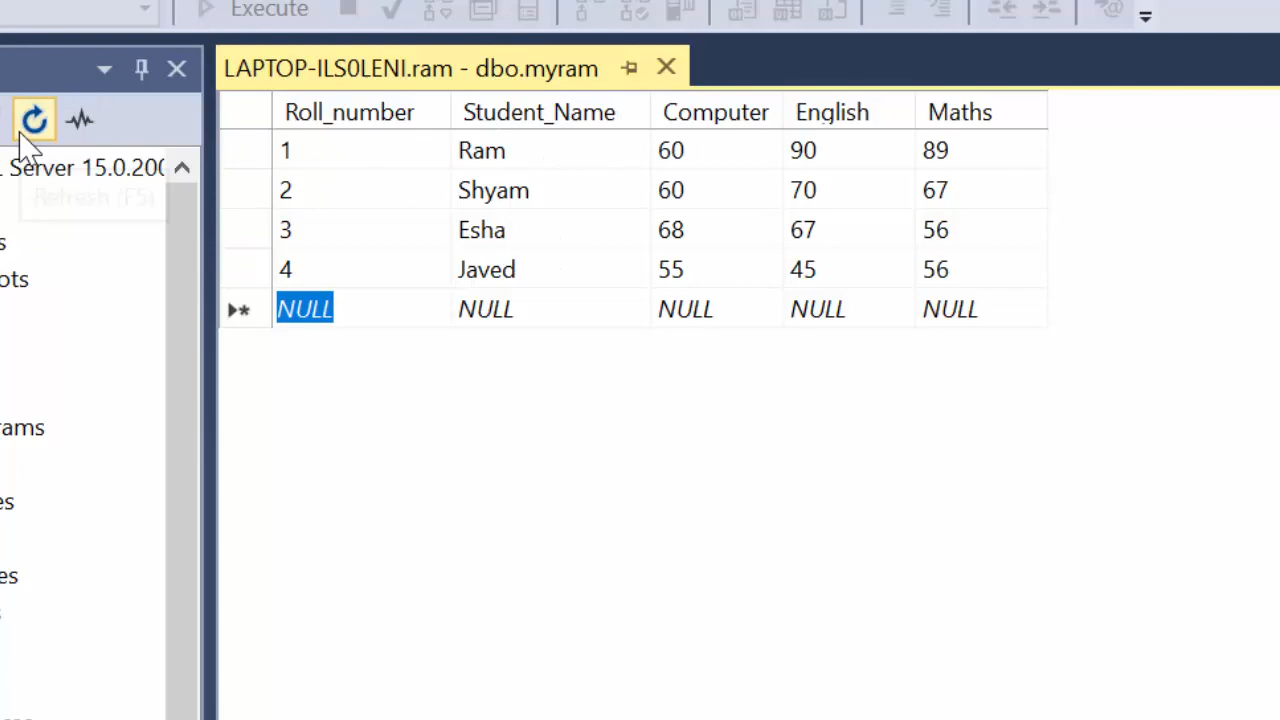 Execute
LAPTOP-ILS0LENI.ram - dbo.myram
Server 15.0.200
Refresh (F5)
s
ots
rams
es
es
Roll_number Student_Name Computer English Maths
1 Ram 60 90 89
2 Shyam 60 70 67
3 Esha 68 67 56
4 Javed 55 45 56
NULL NULL NULL NULL NULL